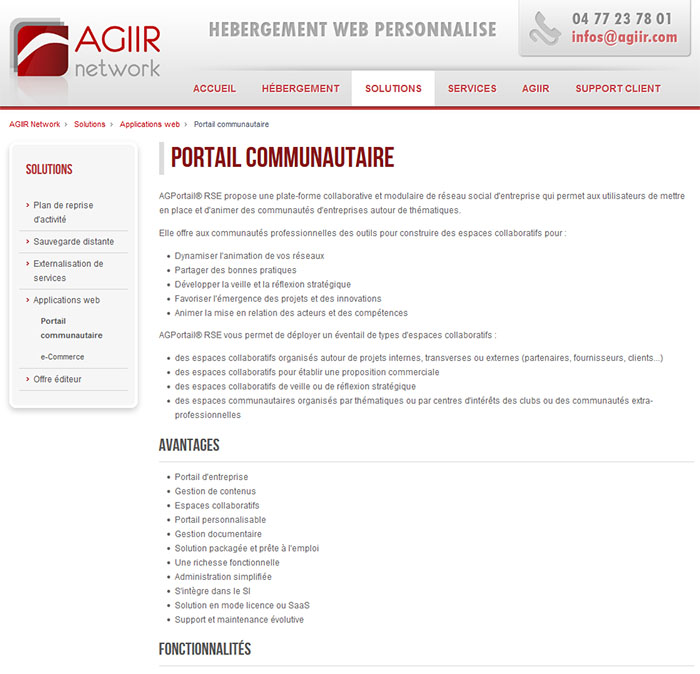 AGIIR
network
HEBERGEMENT WEB PERSONNALISE
04 77 23 78 01
infos@agiir.com
ACCUEIL HÉBERGEMENT SOLUTIONS SERVICES AGIIR SUPPORT CLIENT
AGIIR Network › Solutions › Applications web › Portail communautaire
SOLUTIONS
› Plan de reprise
d'activité
› Sauvegarde distante
› Externalisation de
services
› Applications web
Portail
communautaire
e-Commerce
› Offre éditeur
PORTAIL COMMUNAUTAIRE
AGPortail® RSE propose une plate-forme collaborative et modulaire de réseau social d'entreprise qui permet aux utilisateurs de mettre
en place et d'animer des communautés d'entreprises autour de thématiques.
Elle offre aux communautés professionnelles des outils pour construire des espaces collaboratifs pour :
• Dynamiser l'animation de vos réseaux
• Partager des bonnes pratiques
• Développer la veille et la réflexion stratégique
• Favoriser l'émergence des projets et des innovations
• Animer la mise en relation des acteurs et des compétences
AGPortail® RSE vous permet de déployer un éventail de types d'espaces collaboratifs :
• des espaces collaboratifs organisés autour de projets internes, transverses ou externes (partenaires, fournisseurs, clients...)
• des espaces collaboratifs pour établir une proposition commerciale
• des espaces collaboratifs de veille ou de réflexion stratégique
• des espaces communautaires organisés par thématiques ou par centres d'intérêts des clubs ou des communautés extra-
professionnelles
AVANTAGES
• Portail d'entreprise
• Gestion de contenus
• Espaces collaboratifs
• Portail personnalisable
• Gestion documentaire
• Solution packagée et prête à l'emploi
• Une richesse fonctionnelle
• Administration simplifiée
• S'intègre dans le SI
• Solution en mode licence ou SaaS
• Support et maintenance évolutive
FONCTIONNALITÉS